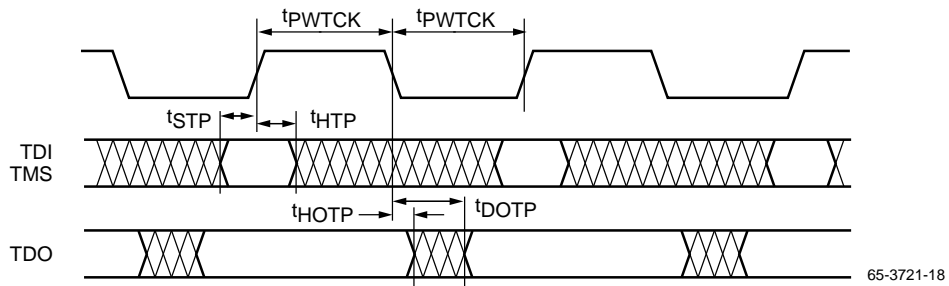 tPWTCK tPWTCK
tSTP tHTP
TDI
TMS
tHOTP tDOTP
TDO
65-3721-18